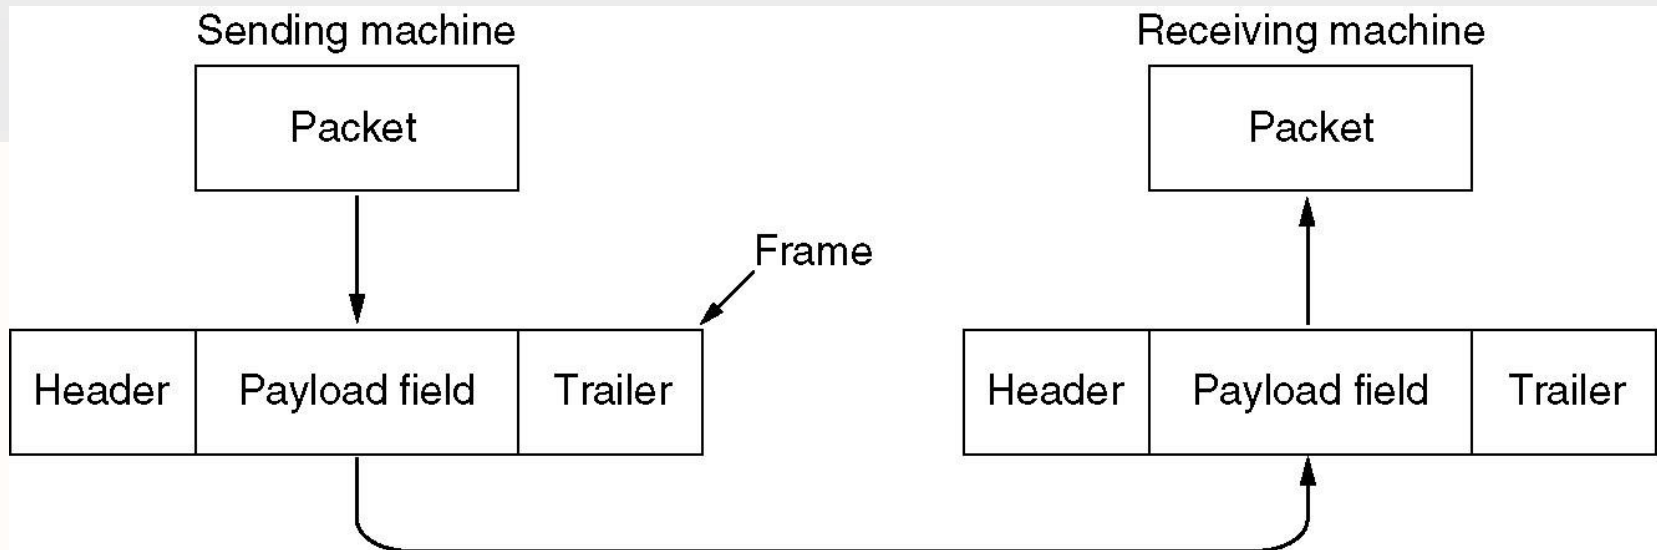 Sending machine
Receiving machine
Packet
Packet
Frame
Header
Payload field
Trailer
Header
Payload field
Trailer